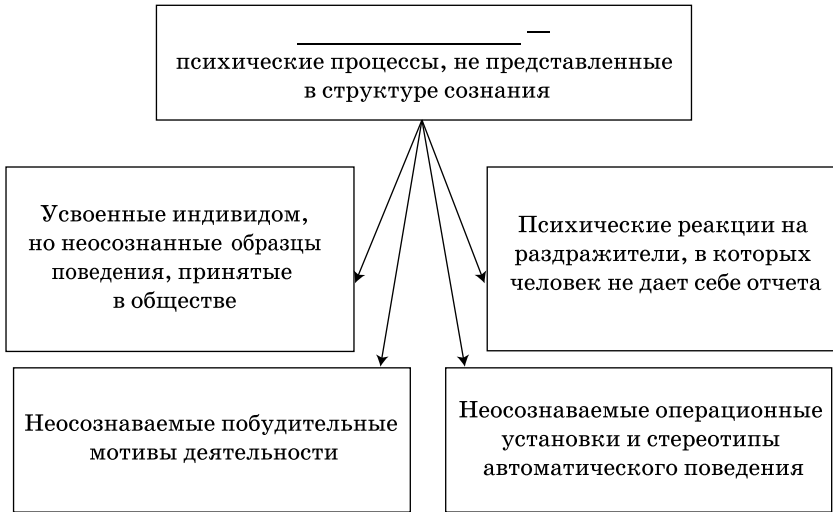 —
психические процессы, не представленные
в структуре сознания
Усвоенные индивидом,
но неосознанные образцы
поведения, принятые
в обществе
Психические реакции на
раздражители, в которых
человек не дает себе отчета
Неосознаваемые побудительные
мотивы деятельности
Неосознаваемые операционные
установки и стереотипы
автоматического поведения